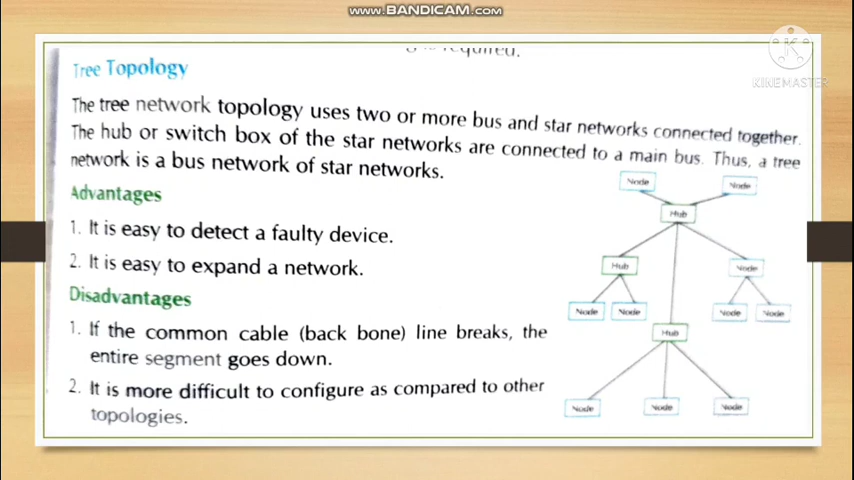 www.BANDICAM.com
required.
KINEMASTER
Tree Topology
The tree network topology uses two or more bus and star networks connected together.
The hub or switch box of the star networks are connected to a main bus. Thus, a tree
network is a bus network of star networks.
Advantages
1. It is easy to detect a faulty device.
2. It is easy to expand a network.
Disadvantages
1. If the common cable (back bone) line breaks, the
entire segment goes down.
2. It is more difficult to configure as compared to other
topologies.
Node Node
Hub
Hub Node
Node Node Node Node
Hub
Node Node Node